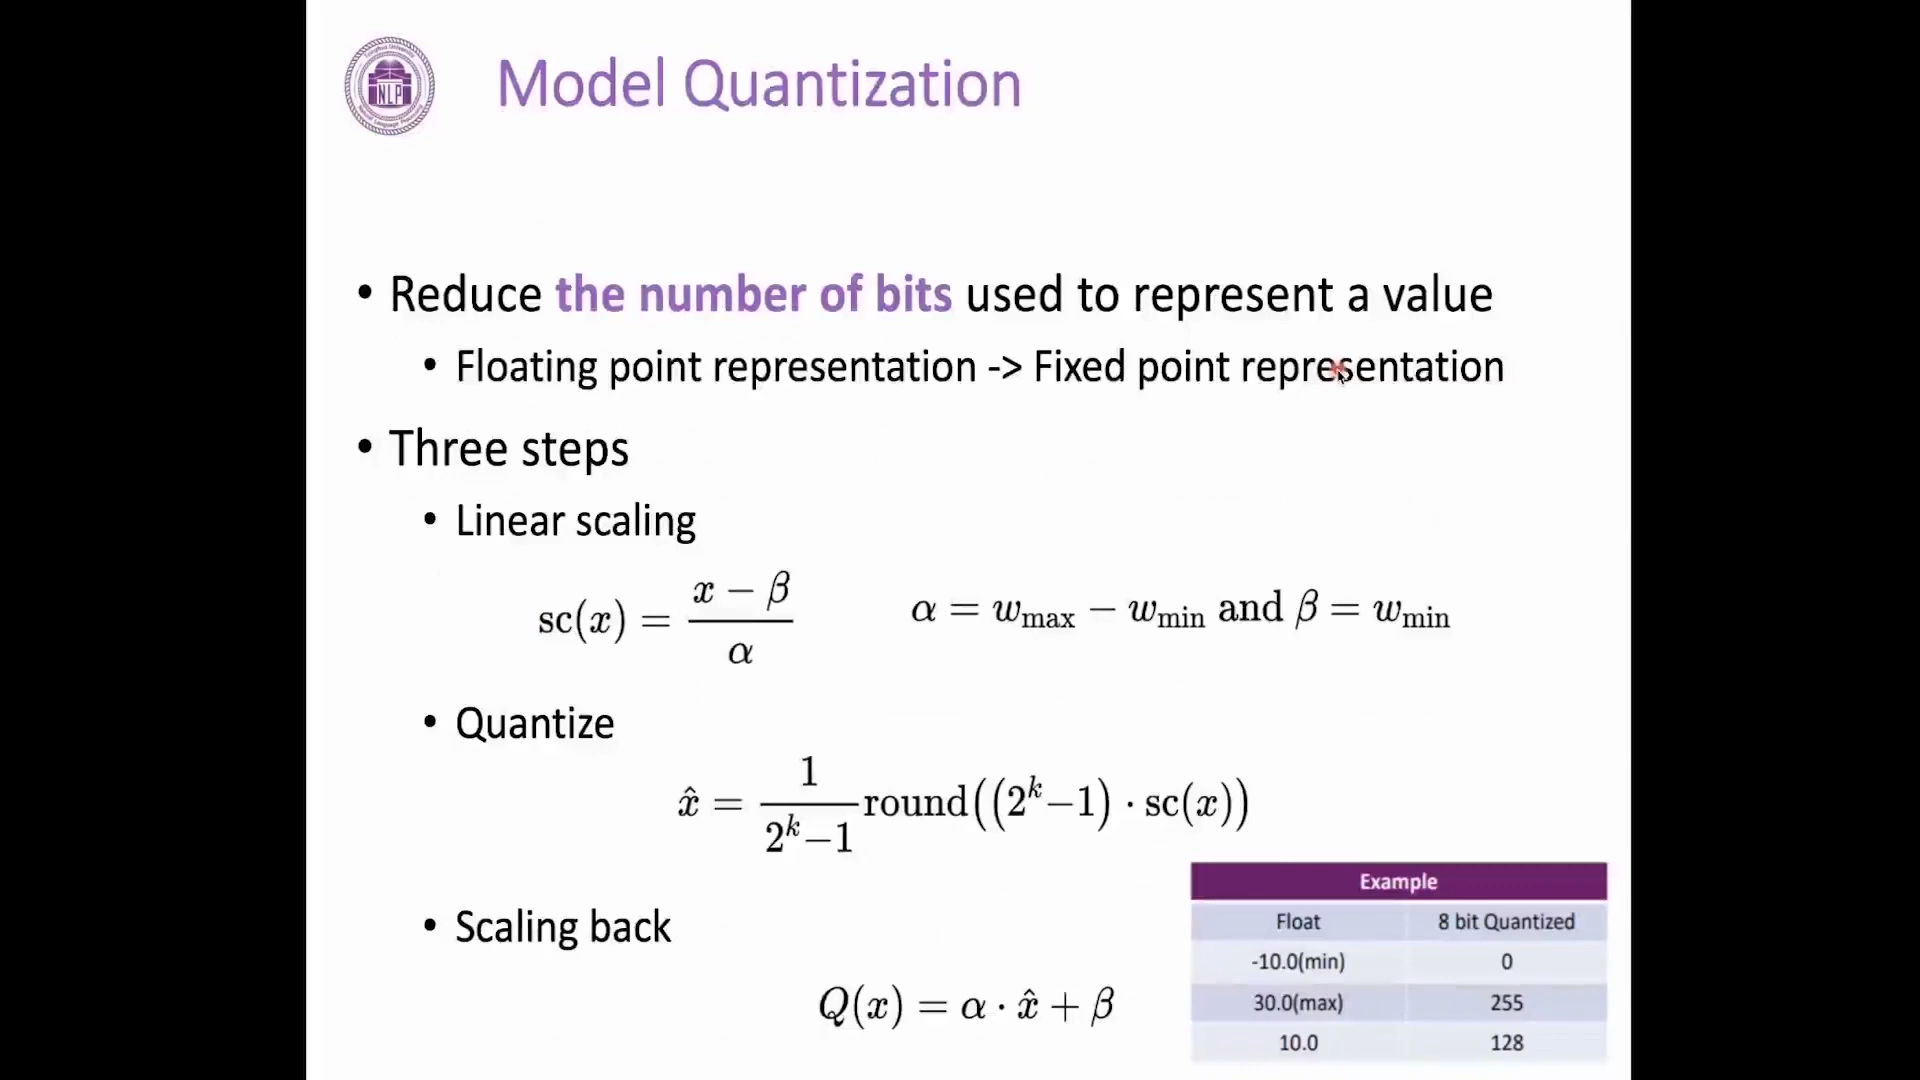 Model Quantization
NLP
• Reduce the number of bits used to represent a value
• Floating point representation -> Fixed point representation
• Three steps
• Linear scaling
sc(x) = (x − β) / α    α = w_max − w_min and β = w_min
• Quantize
x̂ = 1 / (2^k−1) round((2^k−1) · sc(x))
• Scaling back
Q(x) = α · x̂ + β
Example
Float 8 bit Quantized
-10.0(min) 0
30.0(max) 255
10.0 128